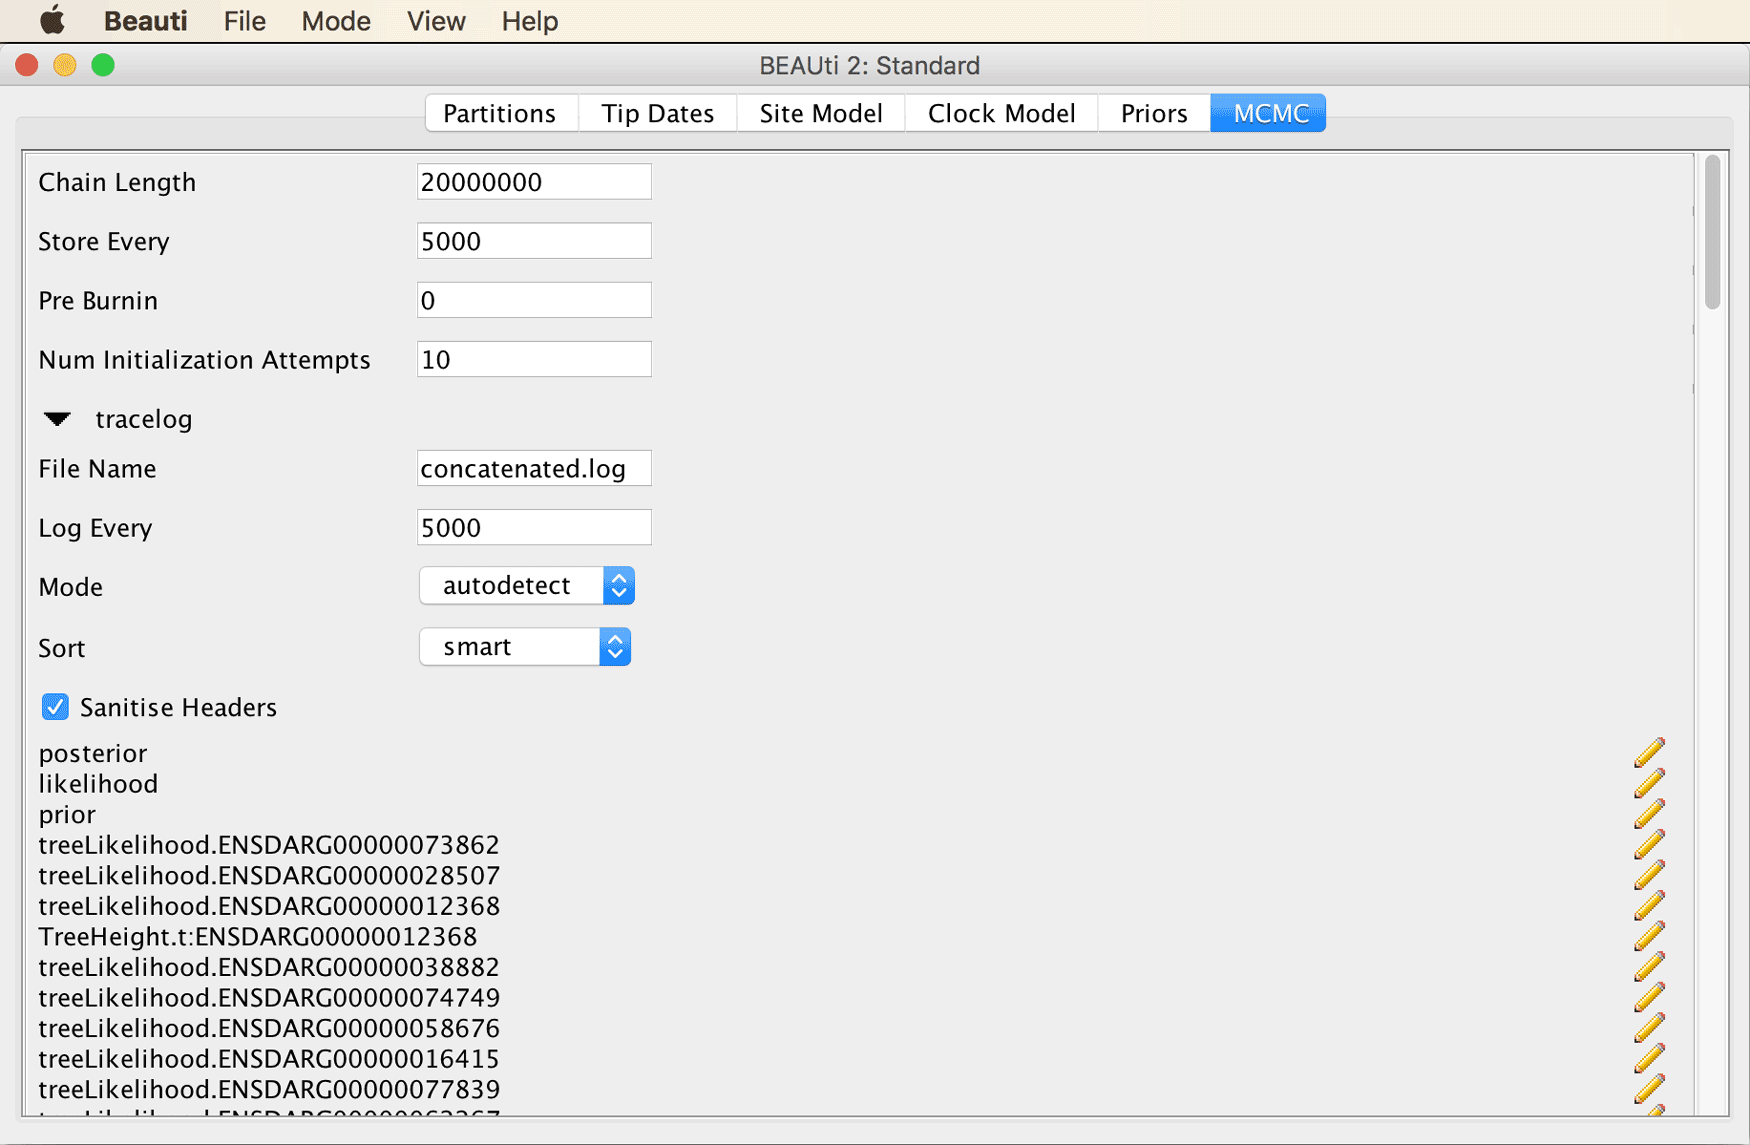 Beauti File Mode View Help
BEAUti 2: Standard
Partitions Tip Dates Site Model Clock Model Priors MCMC
Chain Length 20000000
Store Every 5000
Pre Burnin 0
Num Initialization Attempts 10
tracelog
File Name concatenated.log
Log Every 5000
Mode autodetect
Sort smart
Sanitise Headers
posterior
likelihood
prior
treeLikelihood.ENSDARG00000073862
treeLikelihood.ENSDARG00000028507
treeLikelihood.ENSDARG00000012368
TreeHeight.t:ENSDARG00000012368
treeLikelihood.ENSDARG00000038882
treeLikelihood.ENSDARG00000074749
treeLikelihood.ENSDARG00000058676
treeLikelihood.ENSDARG00000016415
treeLikelihood.ENSDARG00000077839